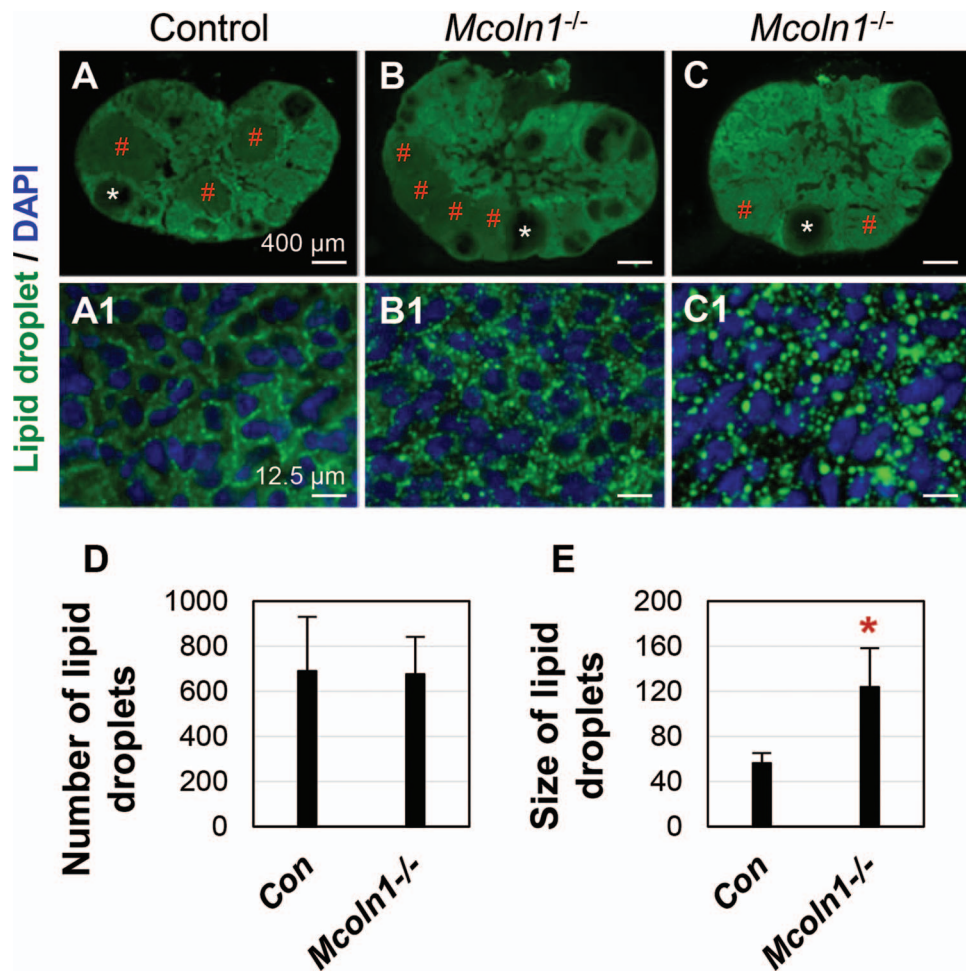 Control
Mcoln1-/-
Mcoln1-/-
Lipid droplet / DAPI
A
#
#
#
*
400 µm
B
#
#
#
#
*
C
#
#
*
A1
12.5 µm
B1
C1
D
Number of lipid
droplets
1000
800
600
400
200
0
Con
Mcoln1-/-
E
Size of lipid
droplets
200
160
120
80
40
0
*
Con
Mcoln1-/-